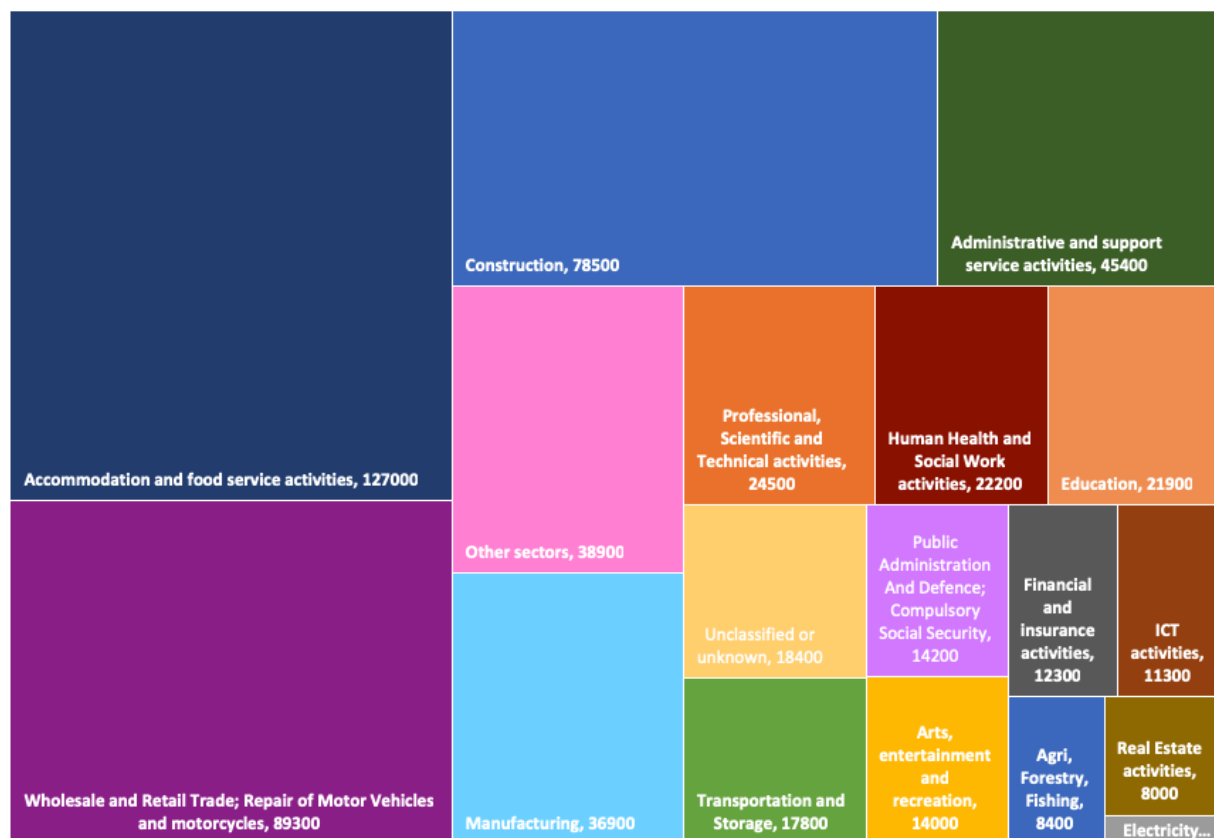 Accommodation and food service activities, 127000
Wholesale and Retail Trade; Repair of Motor Vehicles
and motorcycles, 89300
Construction, 78500
Administrative and support
service activities, 45400
Other sectors, 38900
Manufacturing, 36900
Professional,
Scientific and
Technical activities,
24500
Human Health and
Social Work
activities, 22200
Education, 21900
Unclassified or
unknown, 18400
Transportation and
Storage, 17800
Public
Administration
And Defence;
Compulsory
Social Security,
14200
Arts,
entertainment
and
recreation,
14000
Financial
and
insurance
activities,
12300
ICT
activities,
11300
Agri,
Forestry,
Fishing,
8400
Real Estate
activities,
8000
Electricity...